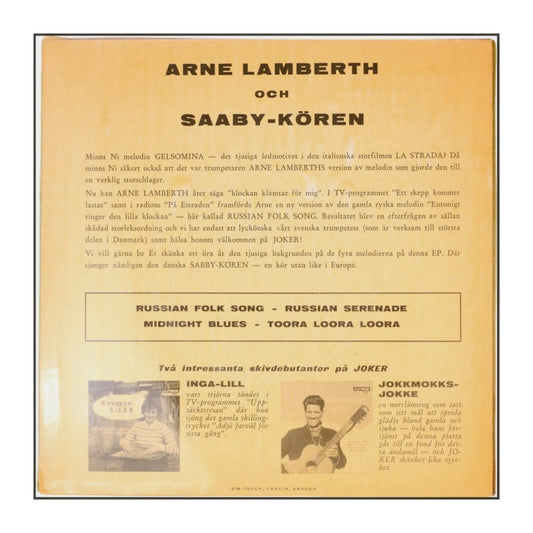 ARNE LAMBERTH
OCH
SAABY-KÖREN
Minns Ni melodin GELSOMINA — det tjusiga ledmotivet i den italienska storfilmen LA STRADA? Då
minns Ni säkert också att det var trumpetaren ARNE LAMBERTHS version av melodin som gjorde den till
en verklig storschlager.
Nu kan ARNE LAMBERTH åter säga "klockan klämtar för mig". I TV-programmet "Ett skepp kommer
lastat" samt i radions "På Estraden" framförde Arne en ny version av den gamla ryska melodin "Entonigt
ringer den lilla klockan" — här kallad RUSSIAN FOLK SONG. Resultatet blev en efterfrågan av sällan
skådad storleksordning och vi har endast att lyckönska vårt svenska trumpetess (som är verksam till största
delen i Danmark) samt hälsa honom välkommen på JOKER!
Vi vill gärna be Er skänka ett öra åt den tjusiga bakgrunden på de fyra melodierna på denna EP. Där
sjunger nämligen den danska SABBY-KÖREN — en kör utan like i Europa.
RUSSIAN FOLK SONG - RUSSIAN SERENADE
MIDNIGHT BLUES - TOORA LOORA LOORA
Två intressanta skivdebutanter på JOKER
INGA-LILL
vars stjärna tändes i
TV-programmet "Upp-
täcktsresan" där hon
sjöng det gamla skilling-
trycket "Adjö farväl för
sista gång".
Inga-
Lill
JOKKMOKKS-
JOKKE
en norrlänning som satt
som sitt mål att sprida
glädje bland gamla och
sjuka — hela hans för-
tjänst på denna platta
går till en fond för det-
ta ändamål — och JO-
KER skänker lika myc-
ket.
SIB-TRYCK, FARSTA, SWEDEN